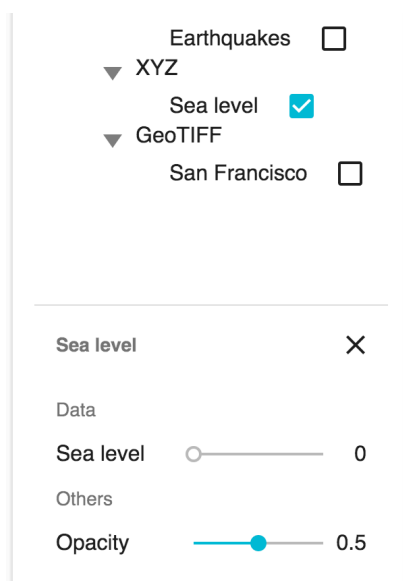 Earthquakes
XYZ
Sea level
GeoTIFF
San Francisco
Sea level
Data
Sea level 0
Others
Opacity 0.5